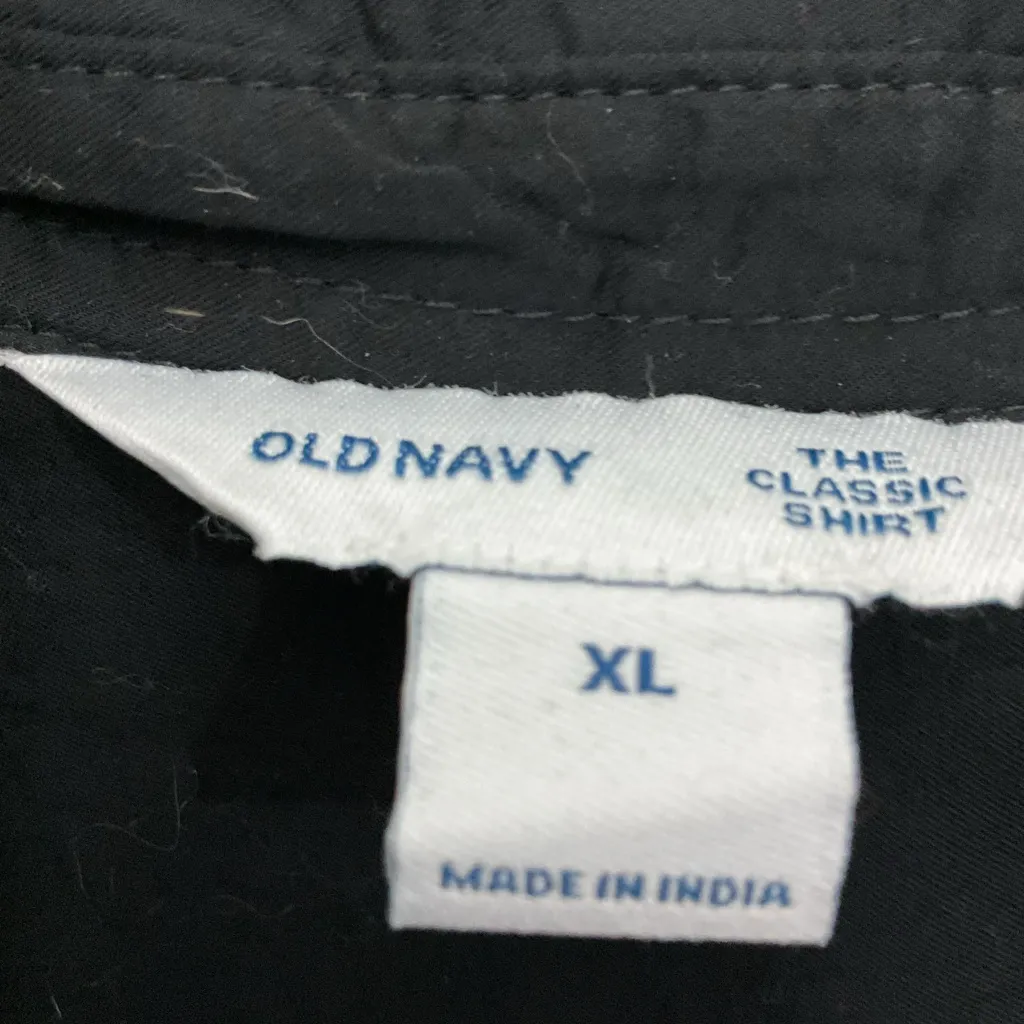 OLD NAVY
THE
CLASSIC
SHIRT
XL
MADE IN INDIA